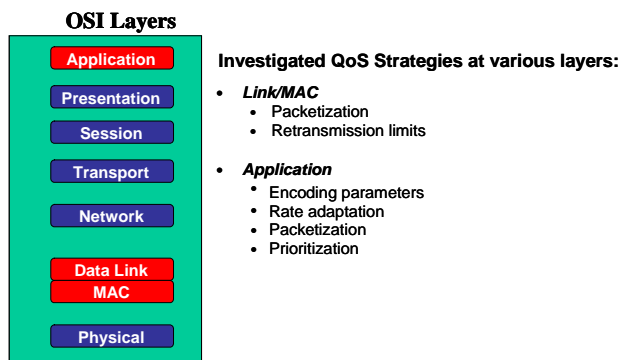 OSI Layers
Application
Presentation
Session
Transport
Network
Data Link
MAC
Physical
Investigated QoS Strategies at various layers:
• Link/MAC
• Packetization
• Retransmission limits
• Application
• Encoding parameters
• Rate adaptation
• Packetization
• Prioritization